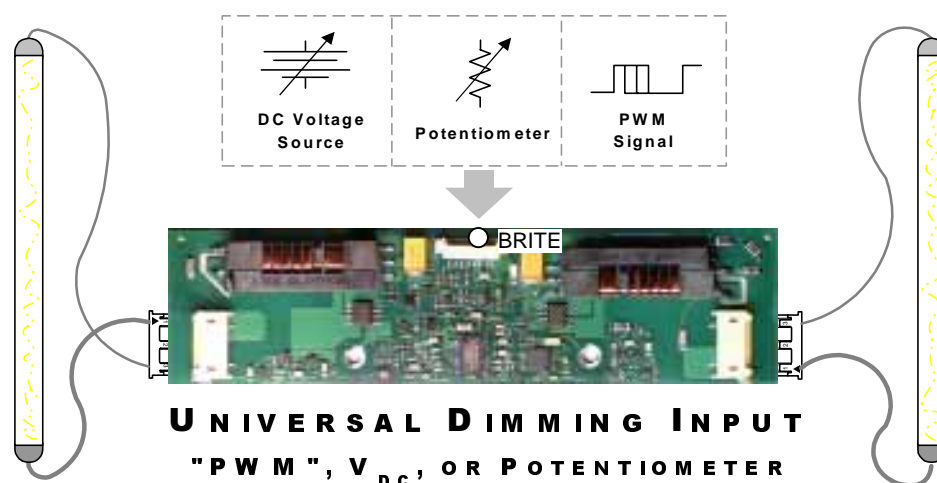 DC Voltage
Source
Potentiometer
PWM
Signal
BRITE
UNIVERSAL DIMMING INPUT
"PWM", VDC, OR POTENTIOMETER